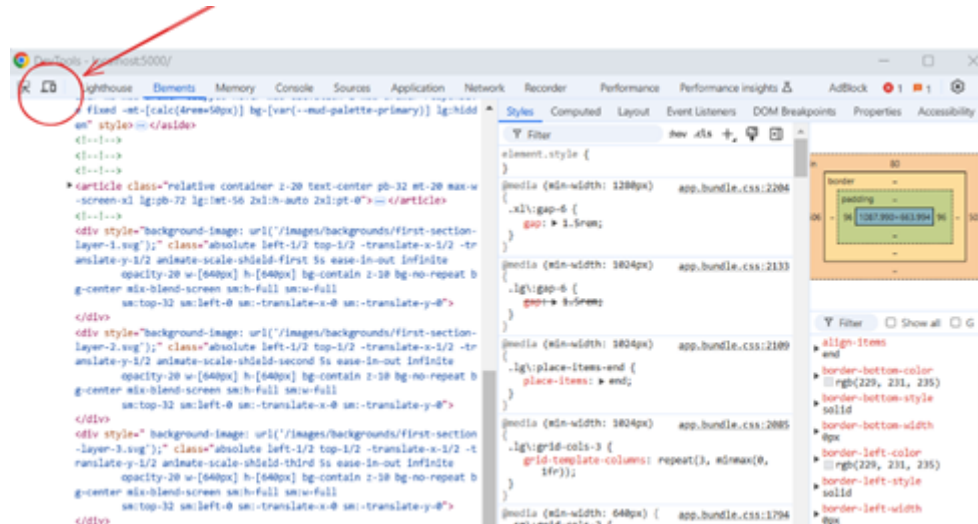 DevTools - localhost:5000/
Lighthouse Elements Memory Console Sources Application Network Recorder Performance Performance insights AdBlock 1 1
fixed -mt-[calc(4rem+50px)] bg-[var(--mud-palette-primary)] lg:hidd
en" style>…</aside>
<!--!-->
<!--!-->
<!--!-->
<article class="relative container z-20 text-center pb-32 mt-20 max-w
-screen-xl lg:pb-72 lg:!mt-56 2xl:h-auto 2xl:pt-0">…</article>
<!--!-->
<div style="background-image: url('/images/backgrounds/first-section-
layer-1.svg');" class="absolute left-1/2 top-1/2 -translate-x-1/2 -tr
anslate-y-1/2 animate-scale-shield-first 5s ease-in-out infinite
opacity-20 w-[640px] h-[640px] bg-contain z-10 bg-no-repeat b
g-center mix-blend-screen sm:h-full sm:w-full
sm:top-32 sm:left-0 sm:-translate-x-0 sm:-translate-y-0">
</div>
<div style="background-image: url('/images/backgrounds/first-section-
layer-2.svg');" class="absolute left-1/2 top-1/2 -translate-x-1/2 -tr
anslate-y-1/2 animate-scale-shield-second 5s ease-in-out infinite
opacity-20 w-[640px] h-[640px] bg-contain z-10 bg-no-repeat b
g-center mix-blend-screen sm:h-full sm:w-full
sm:top-32 sm:left-0 sm:-translate-x-0 sm:-translate-y-0">
</div>
<div style=" background-image: url('/images/backgrounds/first-section
-layer-3.svg');" class="absolute left-1/2 top-1/2 -translate-x-1/2 -t
ranslate-y-1/2 animate-scale-shield-third 5s ease-in-out infinite
opacity-20 w-[640px] h-[640px] bg-contain z-10 bg-no-repeat b
g-center mix-blend-screen sm:h-full sm:w-full
sm:top-32 sm:left-0 sm:-translate-x-0 sm:-translate-y-0">
</div>
Styles Computed Layout Event Listeners DOM Breakpoints Properties Accessibility
Filter :hov .cls +
element.style {
}
@media (min-width: 1280px) app.bundle.css:2204
{
.xl\:gap-6 {
gap: 1.5rem;
}
}
@media (min-width: 1024px) app.bundle.css:2133
{
.lg\:gap-6 {
gap: 1.5rem;
}
}
@media (min-width: 1024px) app.bundle.css:2109
{
.lg\:place-items-end {
place-items: end;
}
}
@media (min-width: 1024px) app.bundle.css:2085
{
.lg\:grid-cols-3 {
grid-template-columns: repeat(3, minmax(0,
1fr));
}
}
@media (min-width: 640px) { app.bundle.css:1794
80
border -
padding -
96 1087.990×663.994 96 -
-
-
-
Filter Show all G
align-items
end
border-bottom-color
rgb(229, 231, 235)
border-bottom-style
solid
border-bottom-width
0px
border-left-color
rgb(229, 231, 235)
border-left-style
solid
border-left-width
0px